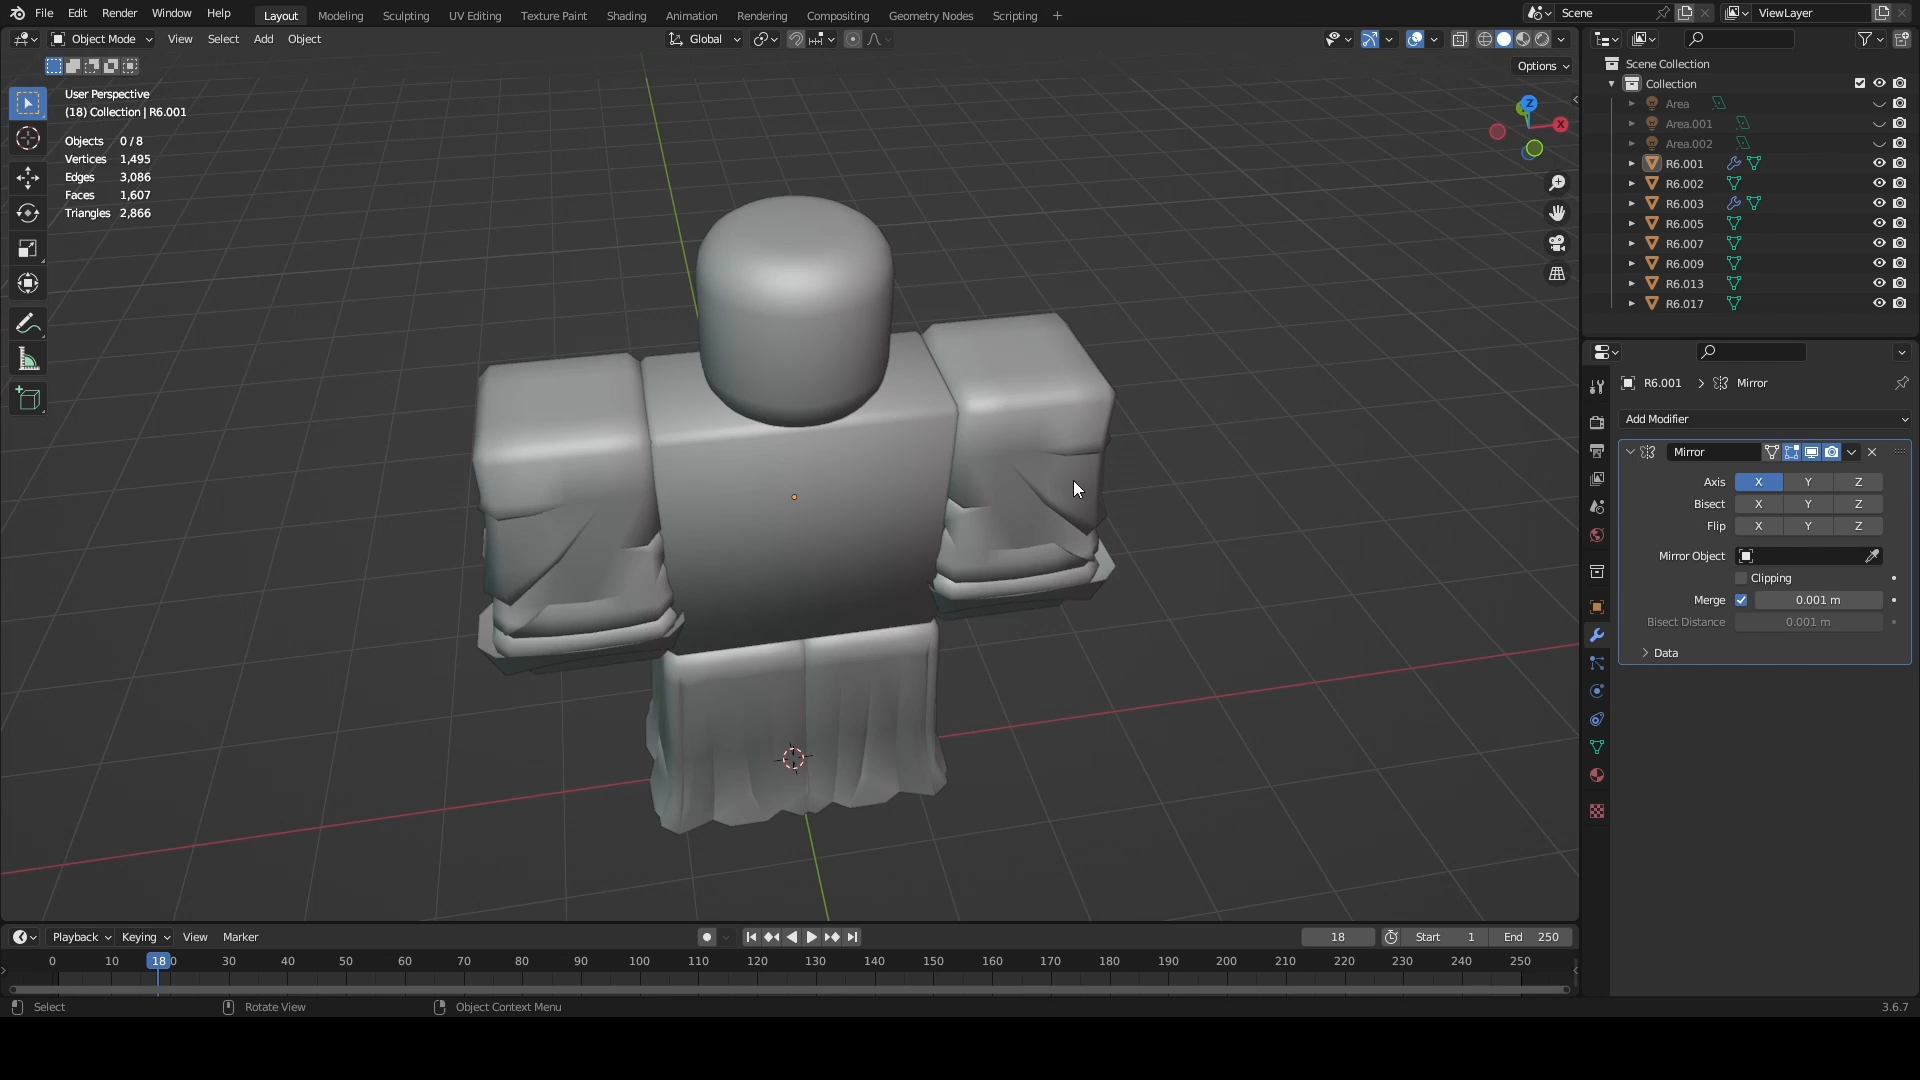 File Edit Render Window Help Layout Modeling Sculpting UV Editing Texture Paint Shading Animation Rendering Compositing Geometry Nodes Scripting + Scene ViewLayer
Object Mode View Select Add Object Global
Options
User Perspective
(18) Collection | R6.001
Objects 0 / 8
Vertices 1,495
Edges 3,086
Faces 1,607
Triangles 2,866
Z
X
Scene Collection
Collection
Area
Area.001
Area.002
R6.001
R6.002
R6.003
R6.005
R6.007
R6.009
R6.013
R6.017
R6.001 > Mirror
Add Modifier
Mirror
Axis X Y Z
Bisect X Y Z
Flip X Y Z
Mirror Object
Clipping
Merge 0.001 m
Bisect Distance 0.001 m
Data
Playback Keying View Marker 18 Start 1 End 250
0 10 18 0 30 40 50 60 70 80 90 100 110 120 130 140 150 160 170 180 190 200 210 220 230 240 250
Select Rotate View Object Context Menu 3.6.7